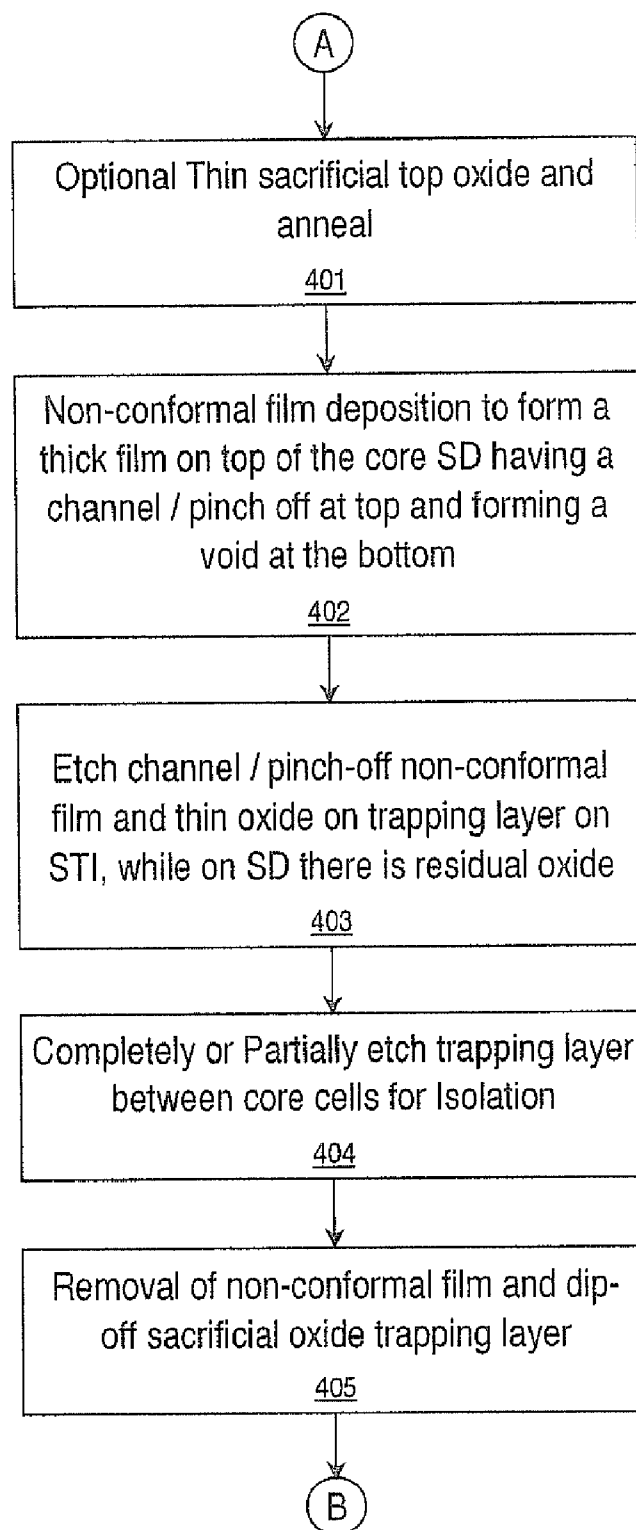 A
Optional Thin sacrificial top oxide and
anneal
401
Non-conformal film deposition to form a
thick film on top of the core SD having a
channel / pinch off at top and forming a
void at the bottom
402
Etch channel / pinch-off non-conformal
film and thin oxide on trapping layer on
STI, while on SD there is residual oxide
403
Completely or Partially etch trapping layer
between core cells for Isolation
404
Removal of non-conformal film and dip-
off sacrificial oxide trapping layer
405
B